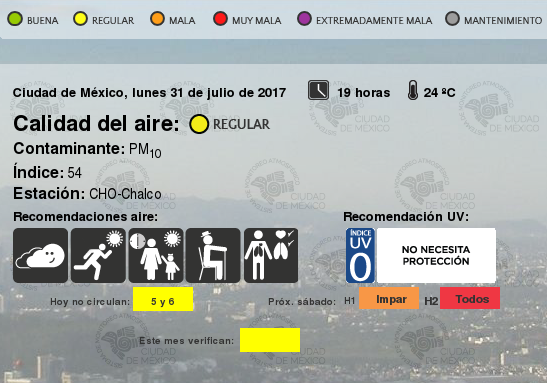 BUENA REGULAR MALA MUY MALA EXTREMADAMENTE MALA MANTENIMIENTO
Ciudad de México, lunes 31 de julio de 2017 19 horas 24 ºC
Calidad del aire: REGULAR
Contaminante: PM10
Índice: 54
Estación: CHO-Chalco
Recomendaciones aire: Recomendación UV:
ÍNDICE
UV
0
NO NECESITA
PROTECCIÓN
Hoy no circulan: 5 y 6 Próx. sábado: H1 Impar H2 Todos
Este mes verifican:
CIUDAD
DE MÉXICO